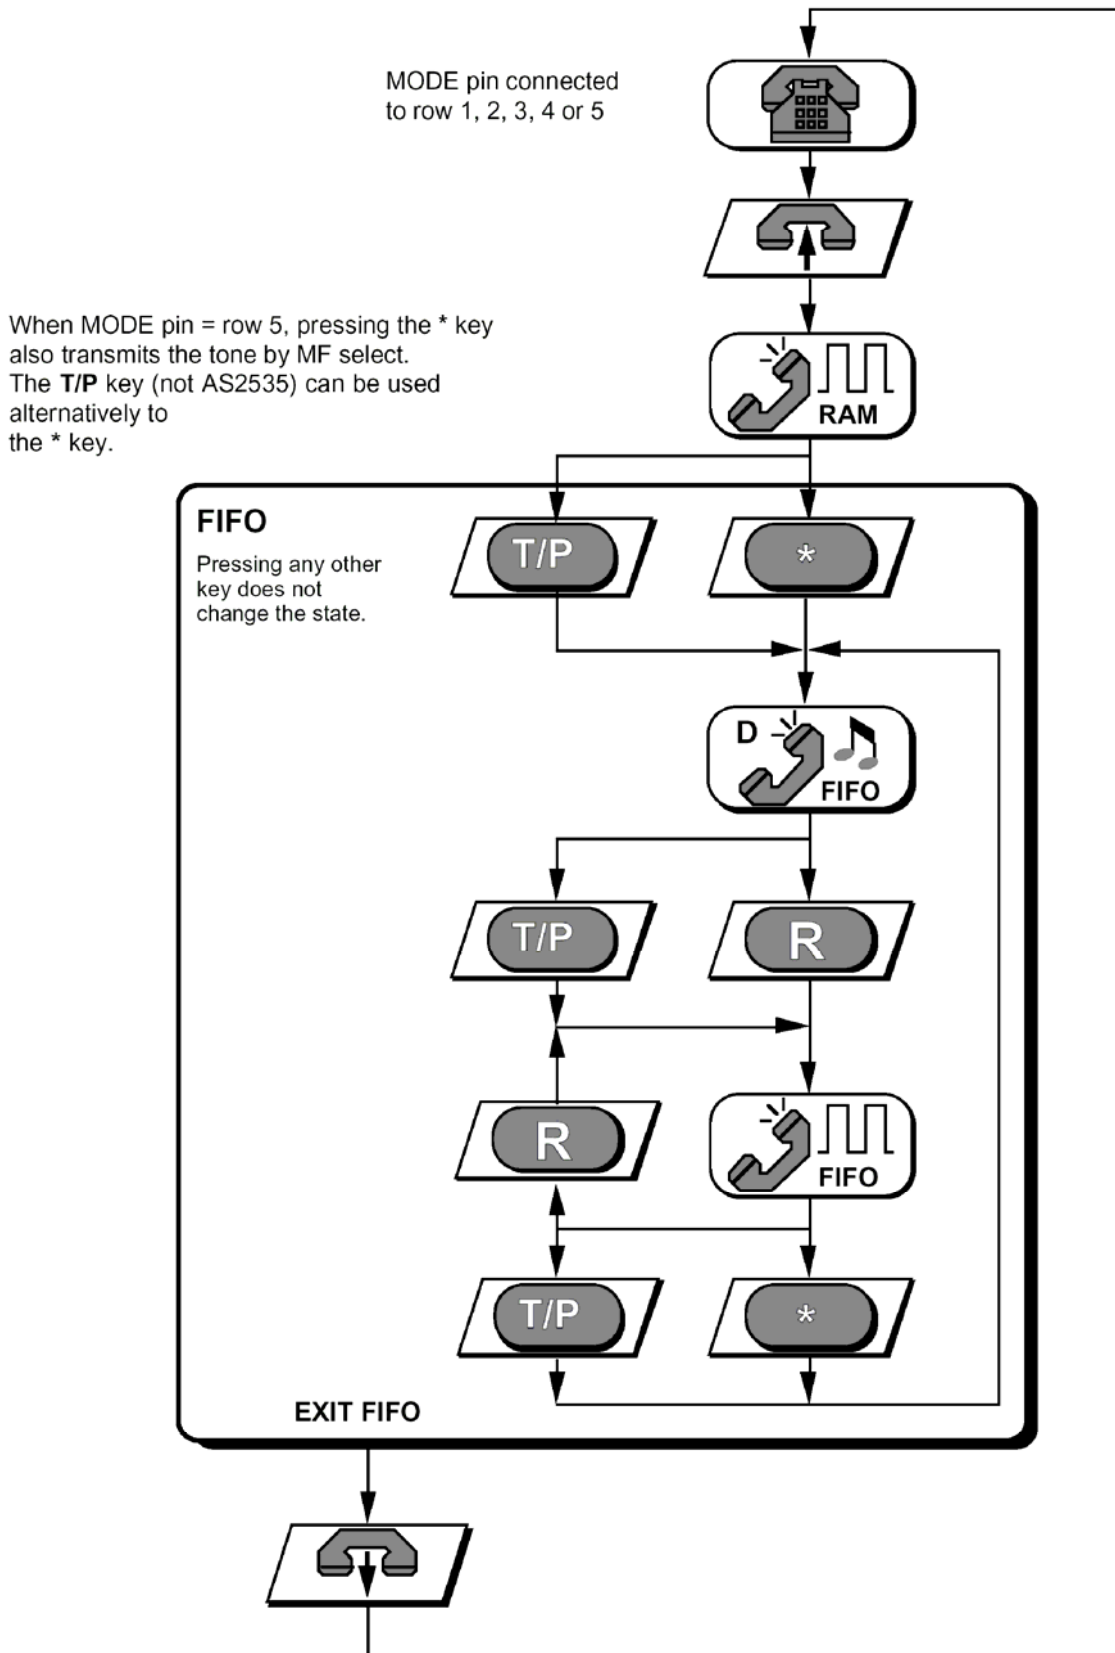 MODE pin connected
to row 1, 2, 3, 4 or 5
When MODE pin = row 5, pressing the * key
also transmits the tone by MF select.
The T/P key (not AS2535) can be used
alternatively to
the * key.
RAM
FIFO
Pressing any other
key does not
change the state.
T/P
*
D
FIFO
T/P
R
R
FIFO
T/P
*
EXIT FIFO